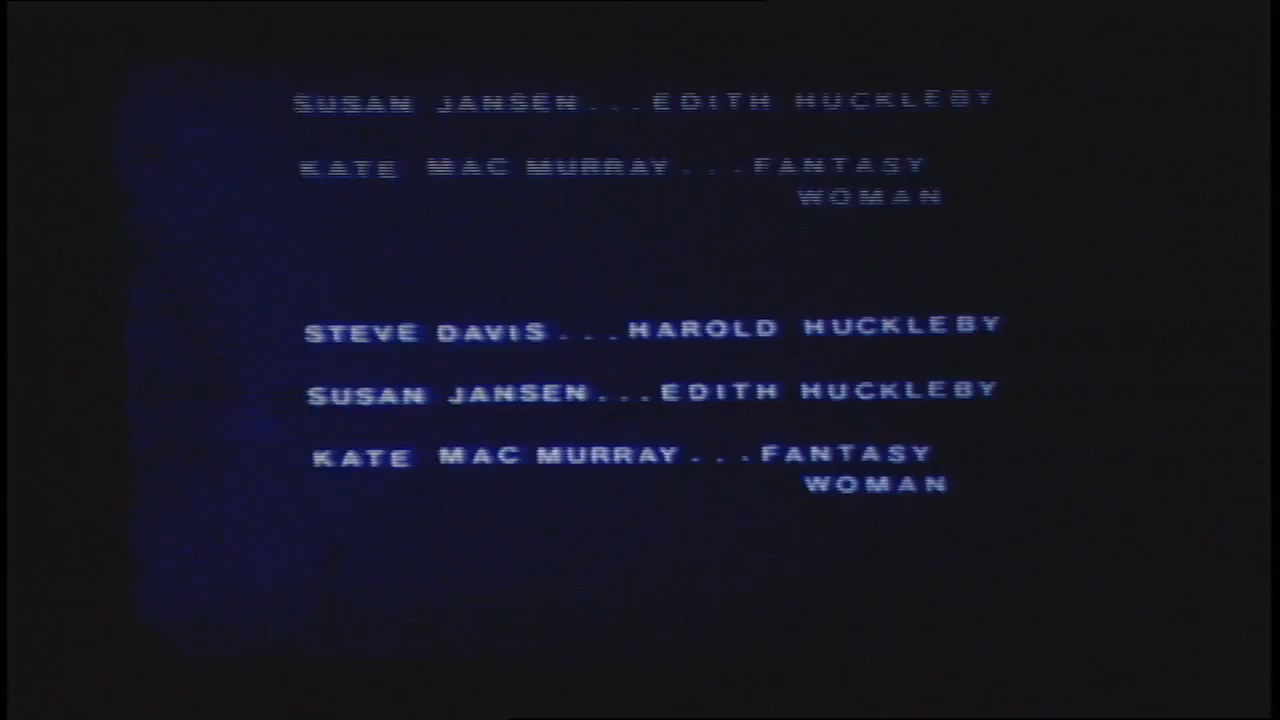 SUSAN JANSEN...EDITH HUCKLEBY
KATE MAC MURRAY...FANTASY
WOMAN
STEVE DAVIS...HAROLD HUCKLEBY
SUSAN JANSEN...EDITH HUCKLEBY
KATE MAC MURRAY...FANTASY
WOMAN